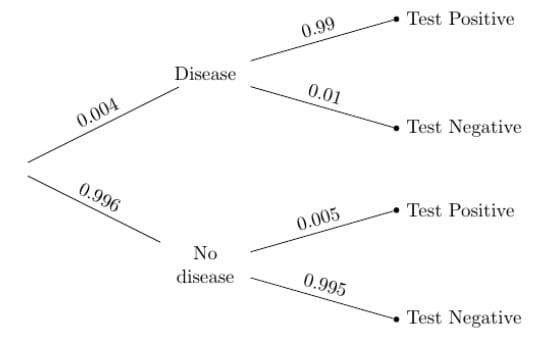 0.99
Test Positive
Disease
0.01
0.004
Test Negative
0.996
0.005
Test Positive
No
disease
0.995
Test Negative